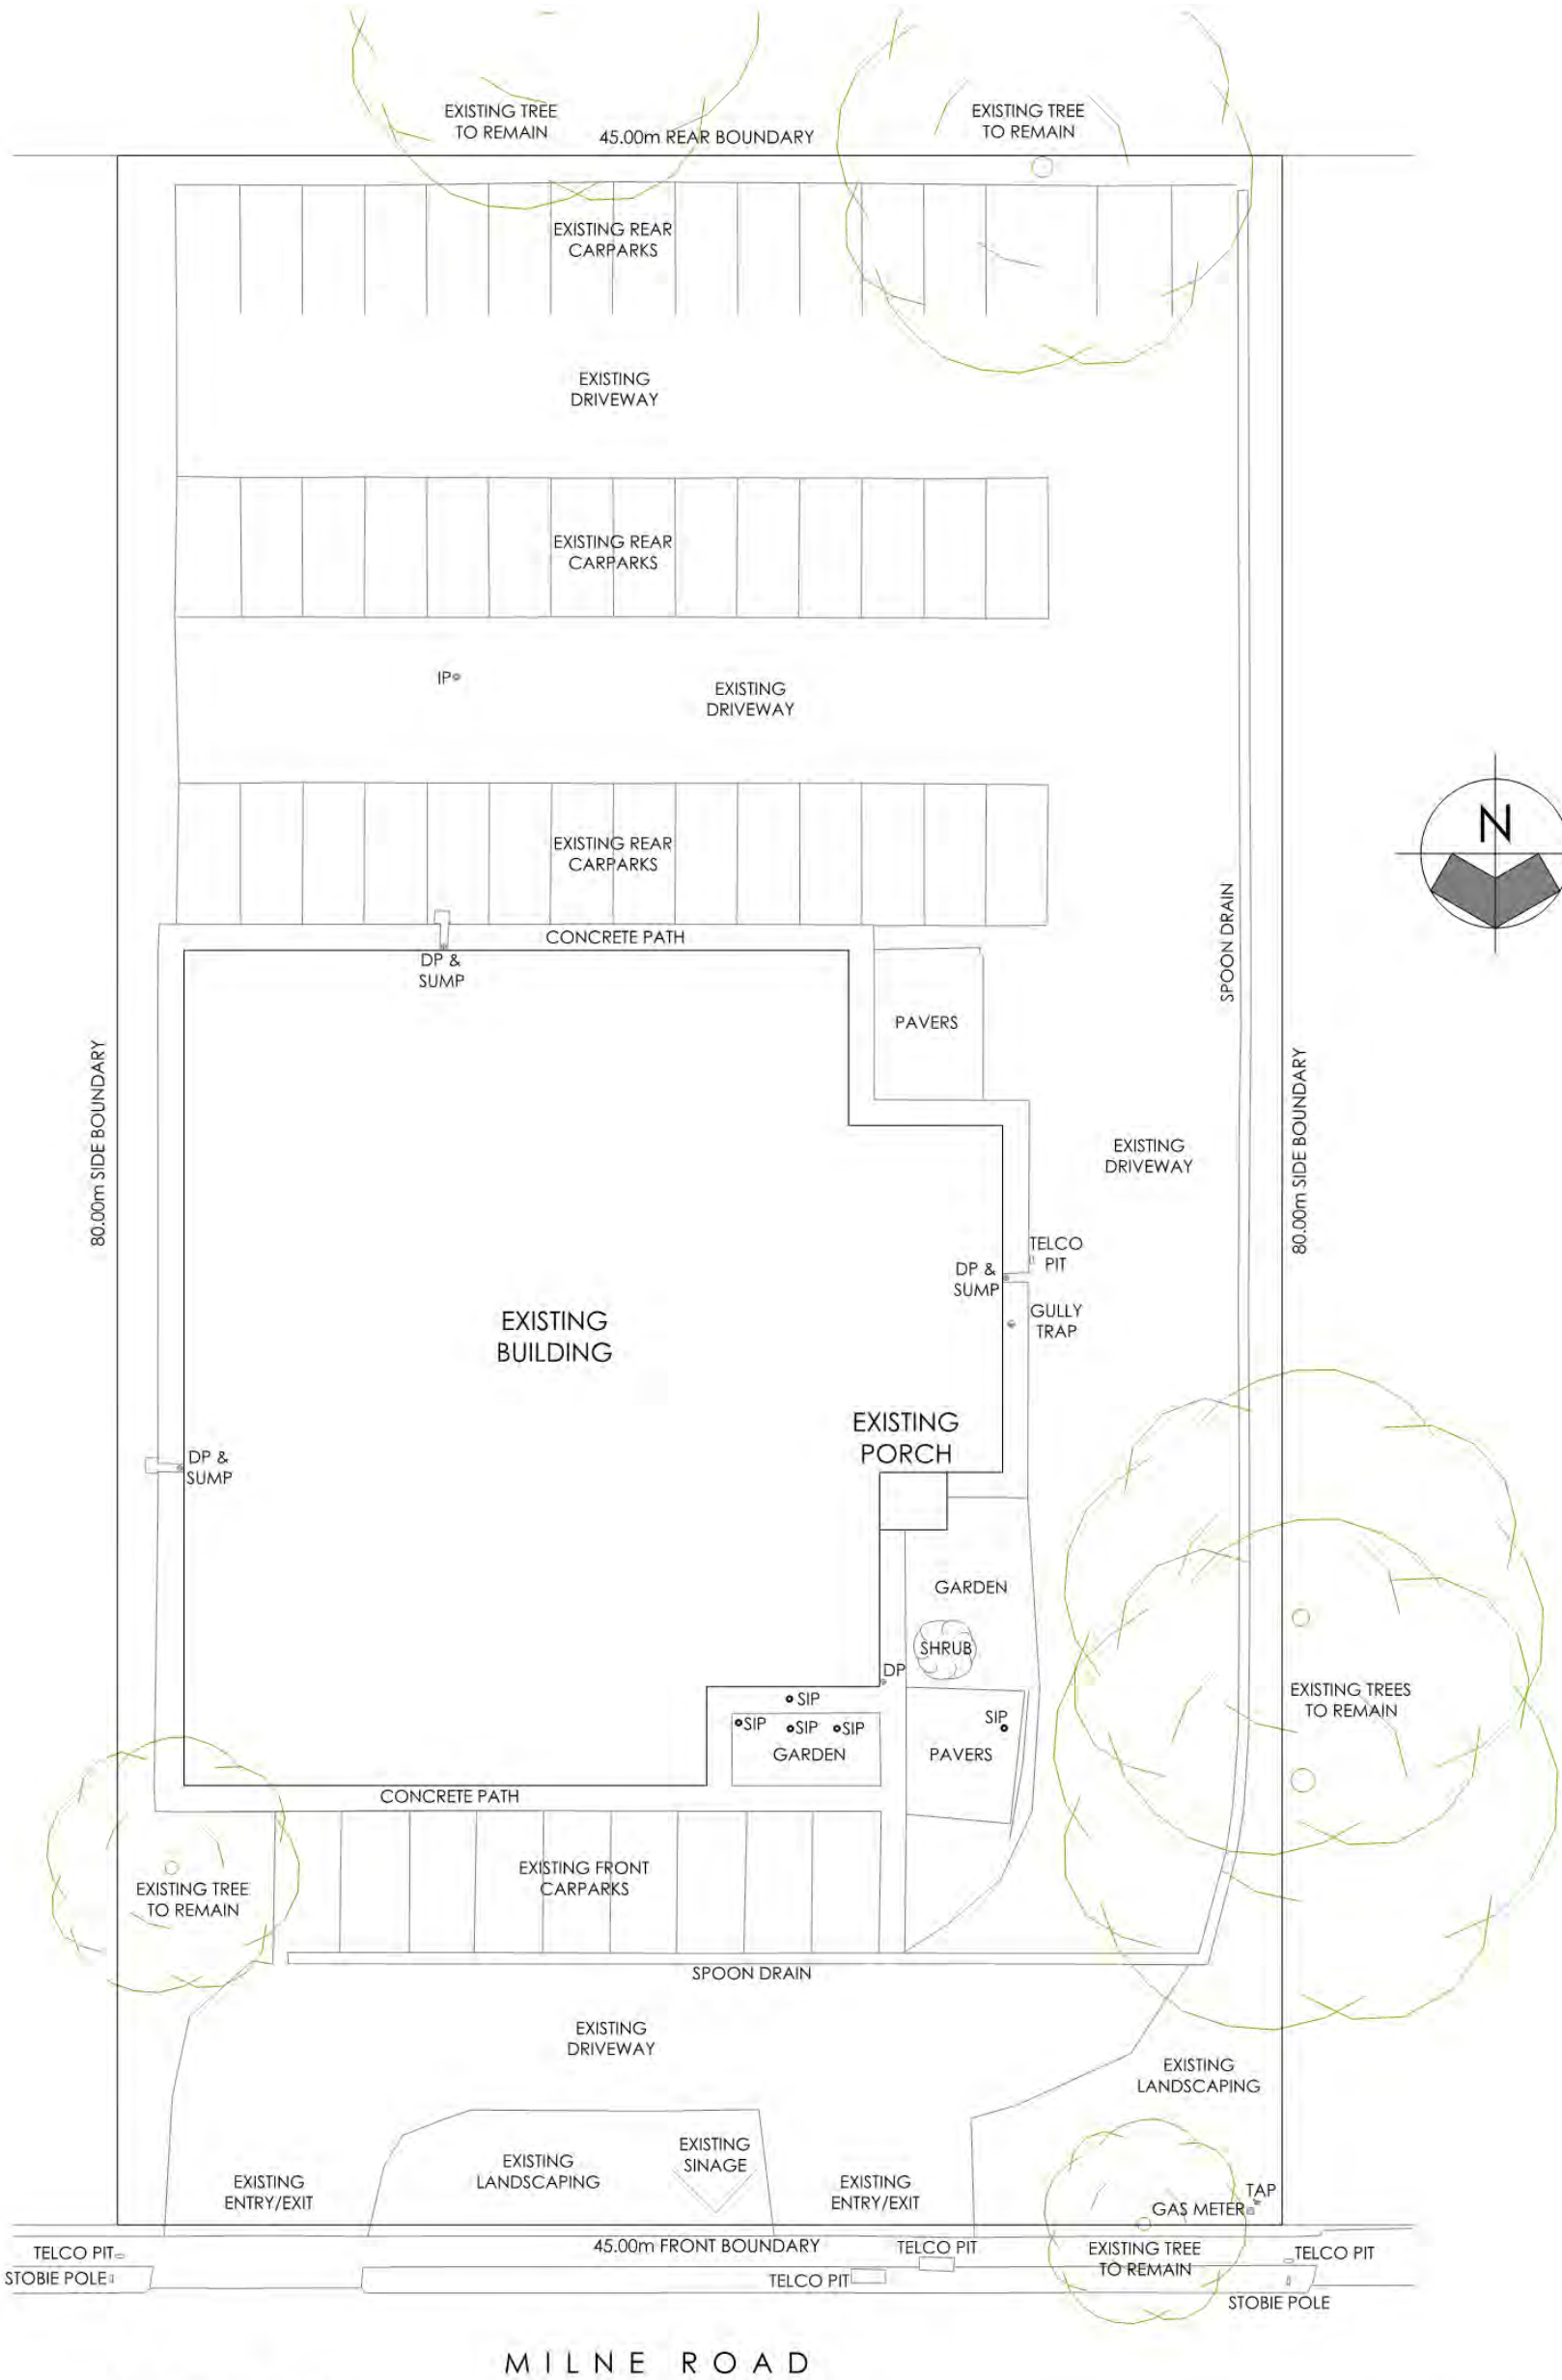 EXISTING TREE
TO REMAIN
45.00m REAR BOUNDARY
EXISTING TREE
TO REMAIN
EXISTING REAR
CARPARKS
EXISTING
DRIVEWAY
EXISTING REAR
CARPARKS
IP
EXISTING
DRIVEWAY
N
EXISTING REAR
CARPARKS
SPOON DRAIN
CONCRETE PATH
DP &
SUMP
PAVERS
80.00m SIDE BOUNDARY
80.00m SIDE BOUNDARY
EXISTING
DRIVEWAY
TELCO
PIT
DP &
SUMP
GULLY
TRAP
EXISTING
BUILDING
EXISTING
PORCH
DP &
SUMP
GARDEN
SHRUB
DP
EXISTING TREES
TO REMAIN
SIP
SIP
SIP
SIP
SIP
GARDEN
PAVERS
CONCRETE PATH
EXISTING FRONT
CARPARKS
EXISTING TREE
TO REMAIN
SPOON DRAIN
EXISTING
DRIVEWAY
EXISTING
LANDSCAPING
EXISTING
SINAGE
EXISTING
LANDSCAPING
EXISTING
ENTRY/EXIT
EXISTING
ENTRY/EXIT
TAP
GAS METER
45.00m FRONT BOUNDARY
TELCO PIT
EXISTING TREE
TO REMAIN
TELCO PIT
TELCO PIT
STOBIE POLE
TELCO PIT
STOBIE POLE
MILNE ROAD